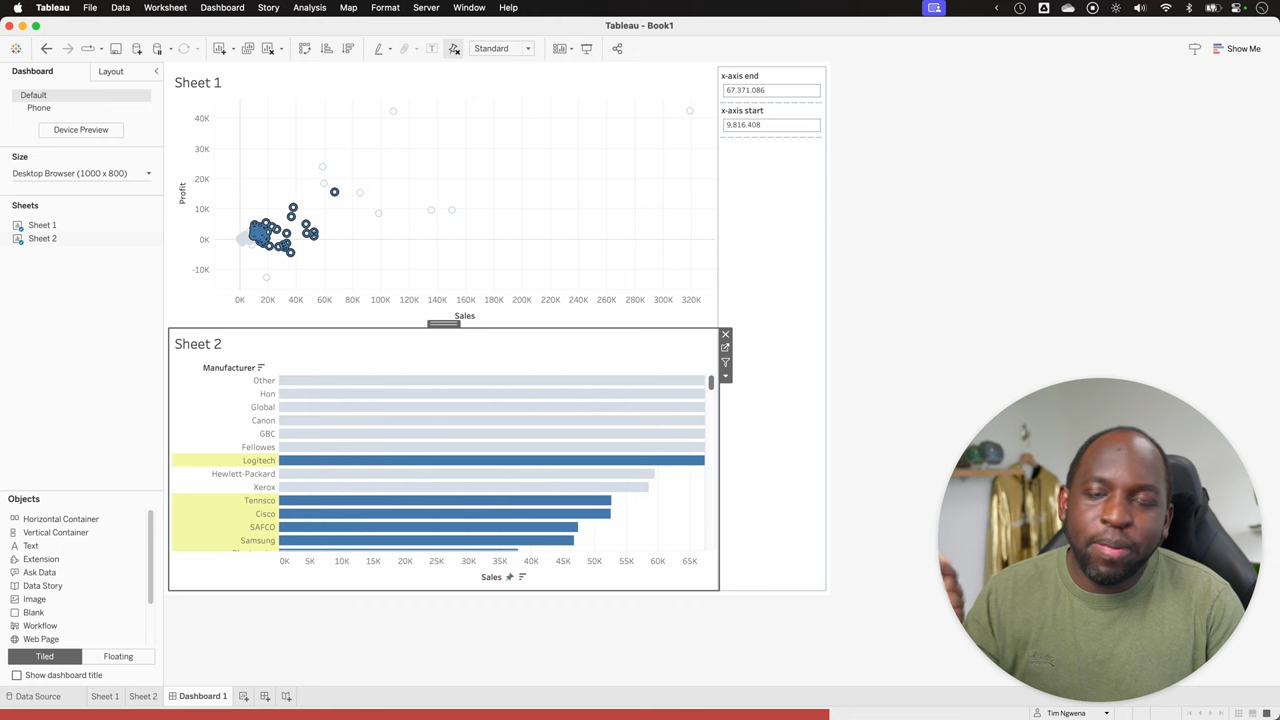 Tableau File Data Worksheet Dashboard Story Analysis Map Format Server Window Help
Tableau - Book1
Standard
Show Me
Dashboard Layout
Default
Phone
Device Preview
Size
Desktop Browser (1000 x 800)
Sheets
Sheet 1
Sheet 2
Objects
Horizontal Container
Vertical Container
Text
Extension
Ask Data
Data Story
Image
Blank
Workflow
Web Page
Tiled Floating
Show dashboard title
Sheet 1
40K
30K
20K
10K
0K
-10K
Profit
0K 20K 40K 60K 80K 100K 120K 140K 160K 180K 200K 220K 240K 260K 280K 300K 320K
Sales
x-axis end
67,371.086
x-axis start
9,816.408
Sheet 2
Manufacturer
Other
Hon
Global
Canon
GBC
Fellowes
Logitech
Hewlett-Packard
Xerox
Tennsco
Cisco
SAFCO
Samsung
0K 5K 10K 15K 20K 25K 30K 35K 40K 45K 50K 55K 60K 65K
Sales
Data Source Sheet 1 Sheet 2 Dashboard 1
Tim Ngwena